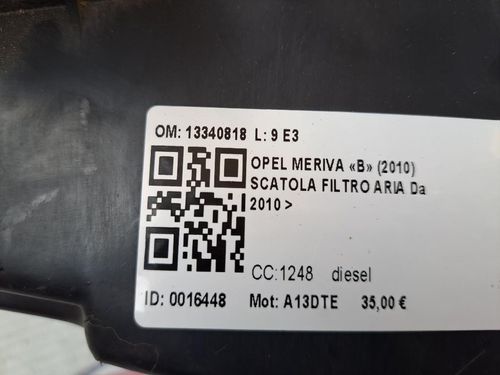 OM: 13340818 L: 9 E3
OPEL MERIVA «B» (2010)
SCATOLA FILTRO ARIA Da
2010 >
CC:1248 diesel
ID: 0016448 Mot: A13DTE 35,00 €